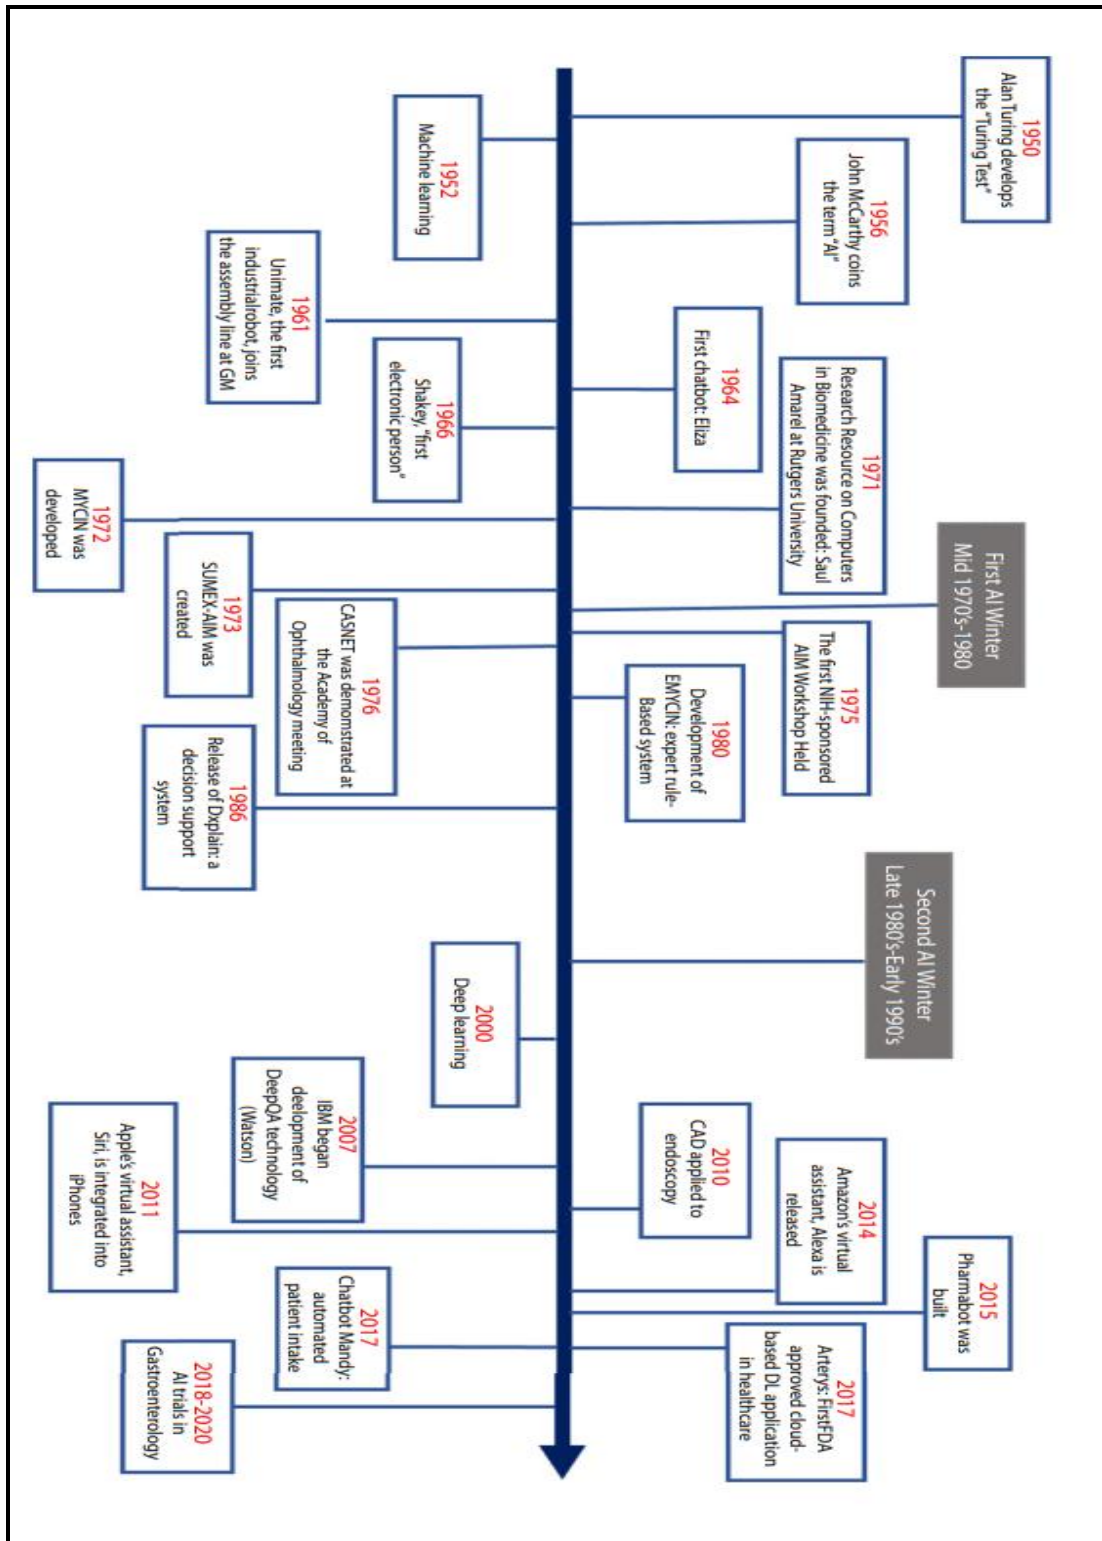 1950
Alan Turing develops
the "Turing Test"
1952
Machine learning
1956
John McCarthy coins
the term "AI"
1961
Unimate, the first
industrialrobot, joins
the assembly line at GM
1964
First chatbot: Eliza
1966
Shakey, "first
electronic person"
1971
Research Resource on Computers
in Biomedicine was founded: Saul
Amarel at Rutgers University
1972
MYCIN was
developed
1973
SUMEX-AIM was
created
First AI Winter
Mid 1970's-1980
1975
The first NIH-sponsored
AIM Workshop Held
1976
CASNET was demomstrated at
the Academy of
Ophthalmology meeting
1980
Development of
EMYCIN: expert rule-
Based system
1986
Release of Dxplain: a
decision support
system
Second AI Winter
Late 1980's-Early 1990's
2000
Deep learning
2007
IBM began
deelopment of
DeepQA technology
(Watson)
2010
CAD applied to
endoscopy
2011
Apple's virtual assistant,
Siri, is integrated into
iPhones
2014
Amazon's virtual
assistant, Alexa is
released
2015
Pharmabot was
built
2017
Chatbot Mandy:
automated
patient intake
2017
Arterys: FirstFDA
approved cloud-
based DL application
in healthcare
2018-2020
AI trials in
Gastroenterology